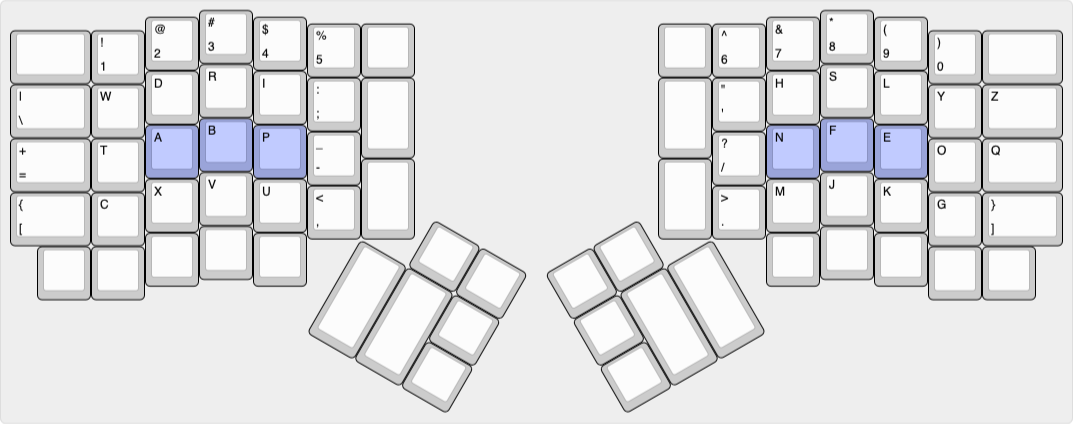 ! @ # $ % ^ & * ( )
1 2 3 4 5 6 7 8 9 0
| W D R I : " H S L Y Z
\ ; '
+ T A B P _ ? N F E O Q
= - /
{ C X V U < > M J K G }
[ , . ]